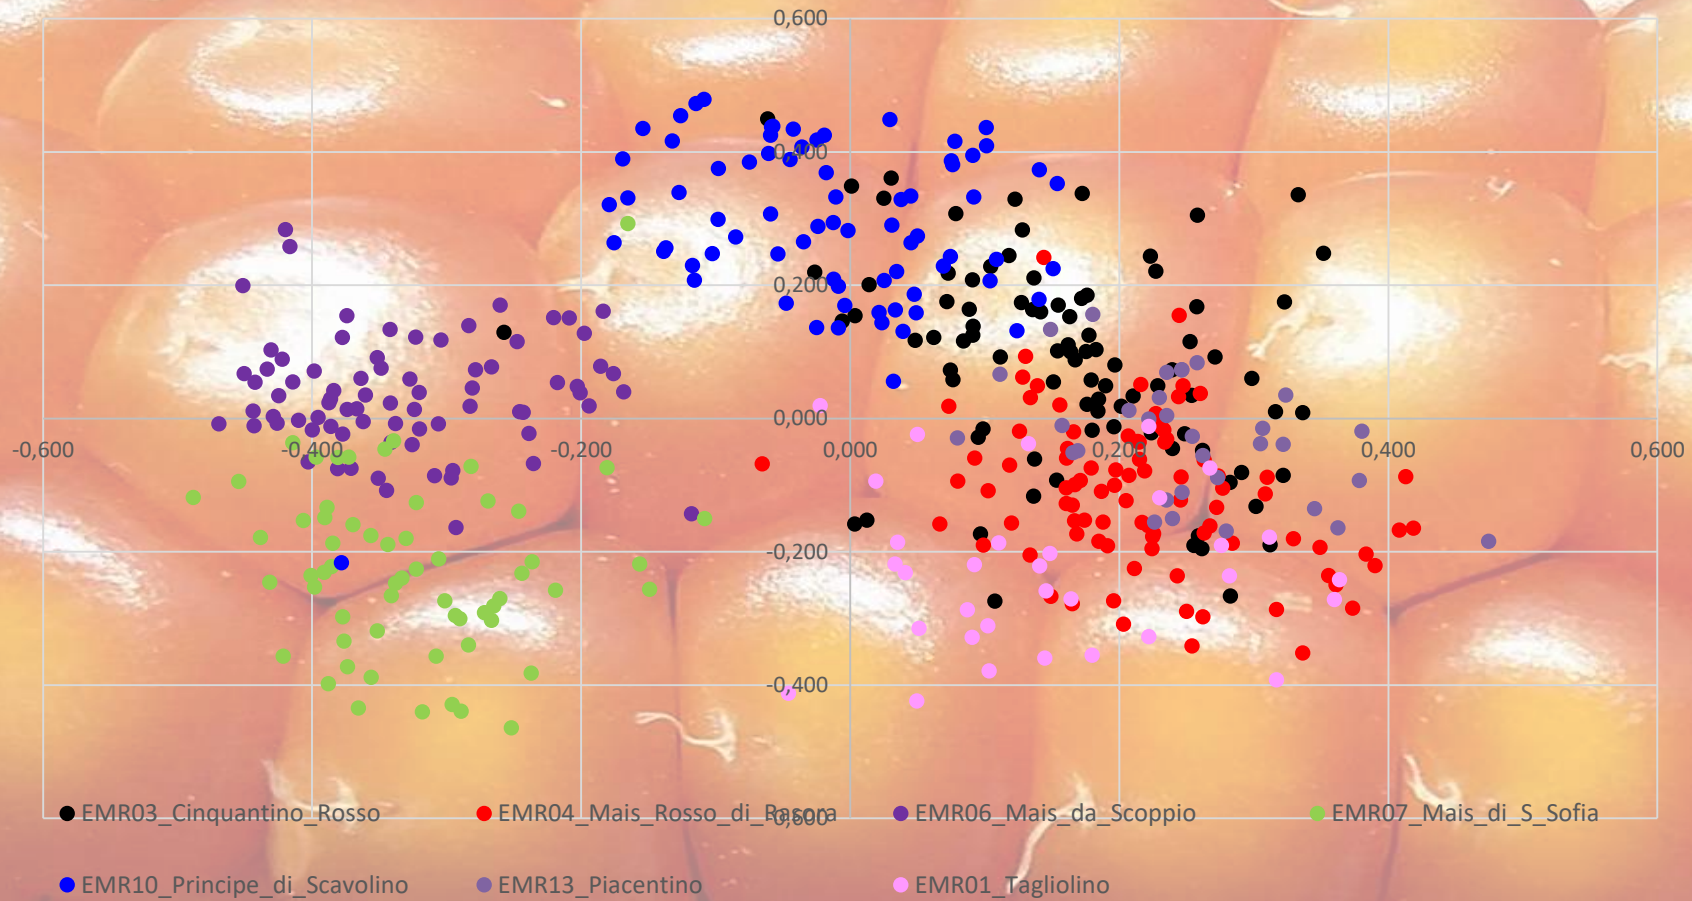 0,600
0,400
0,200
0,000
-0,600 -0,400 -0,200 0,000 0,200 0,400 0,600
-0,200
-0,400
-0,600
EMR03_Cinquantino_Rosso EMR04_Mais_Rosso_di_Rasora EMR06_Mais_da_Scoppio EMR07_Mais_di_S_Sofia
EMR10_Principe_di_Scavolino EMR13_Piacentino EMR01_Tagliolino